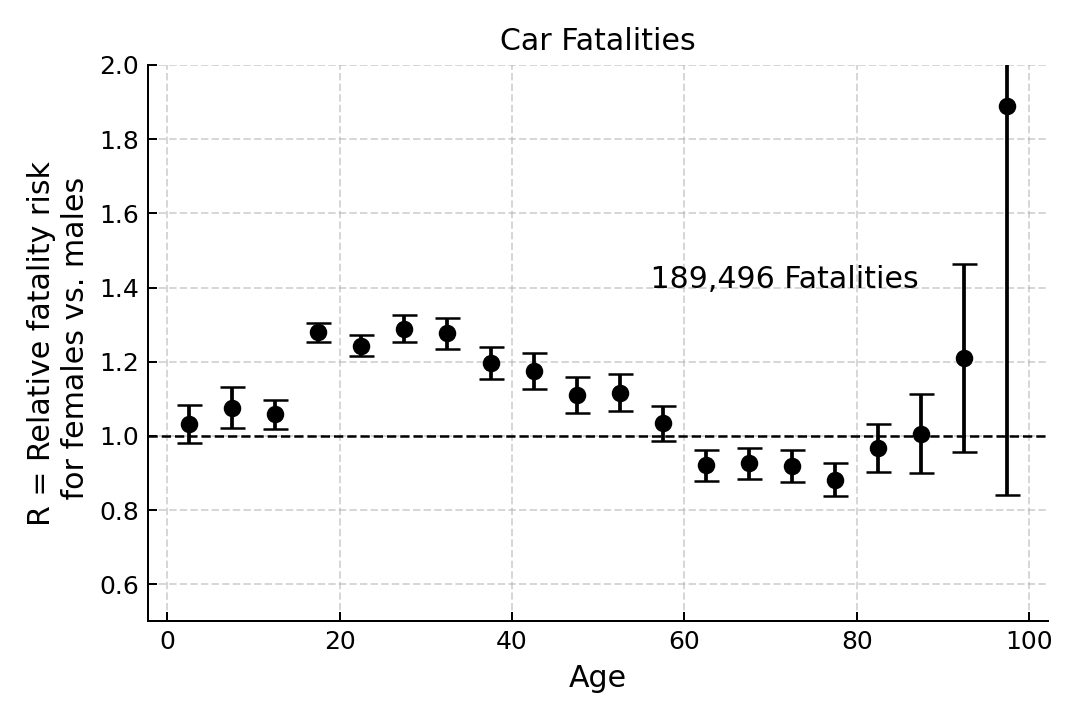 Car Fatalities
R = Relative fatality risk
for females vs. males
2.0
1.8
1.6
1.4
1.2
1.0
0.8
0.6
189,496 Fatalities
0 20 40 60 80 100
Age